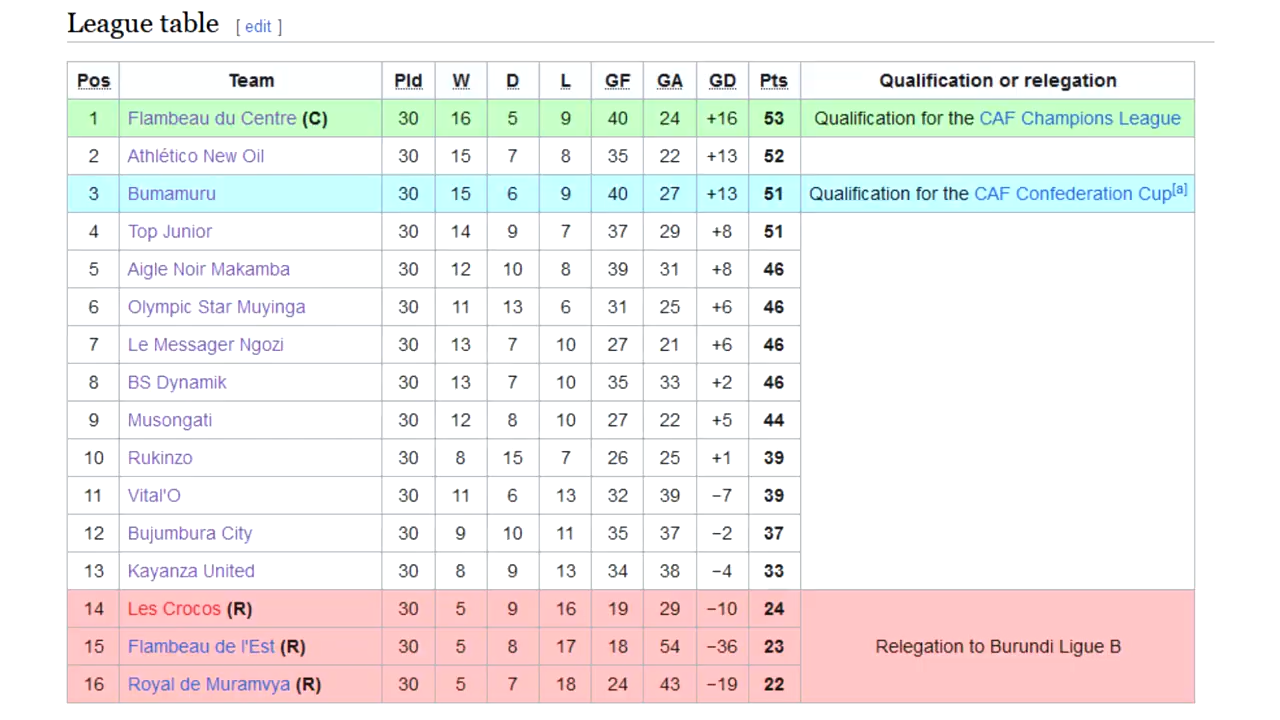 League table [ edit ]
Pos Team Pld W D L GF GA GD Pts Qualification or relegation
1 Flambeau du Centre (C) 30 16 5 9 40 24 +16 53 Qualification for the CAF Champions League
2 Athlético New Oil 30 15 7 8 35 22 +13 52
3 Bumamuru 30 15 6 9 40 27 +13 51 Qualification for the CAF Confederation Cup[a]
4 Top Junior 30 14 9 7 37 29 +8 51
5 Aigle Noir Makamba 30 12 10 8 39 31 +8 46
6 Olympic Star Muyinga 30 11 13 6 31 25 +6 46
7 Le Messager Ngozi 30 13 7 10 27 21 +6 46
8 BS Dynamik 30 13 7 10 35 33 +2 46
9 Musongati 30 12 8 10 27 22 +5 44
10 Rukinzo 30 8 15 7 26 25 +1 39
11 Vital'O 30 11 6 13 32 39 −7 39
12 Bujumbura City 30 9 10 11 35 37 −2 37
13 Kayanza United 30 8 9 13 34 38 −4 33
14 Les Crocos (R) 30 5 9 16 19 29 −10 24
15 Flambeau de l'Est (R) 30 5 8 17 18 54 −36 23 Relegation to Burundi Ligue B
16 Royal de Muramvya (R) 30 5 7 18 24 43 −19 22